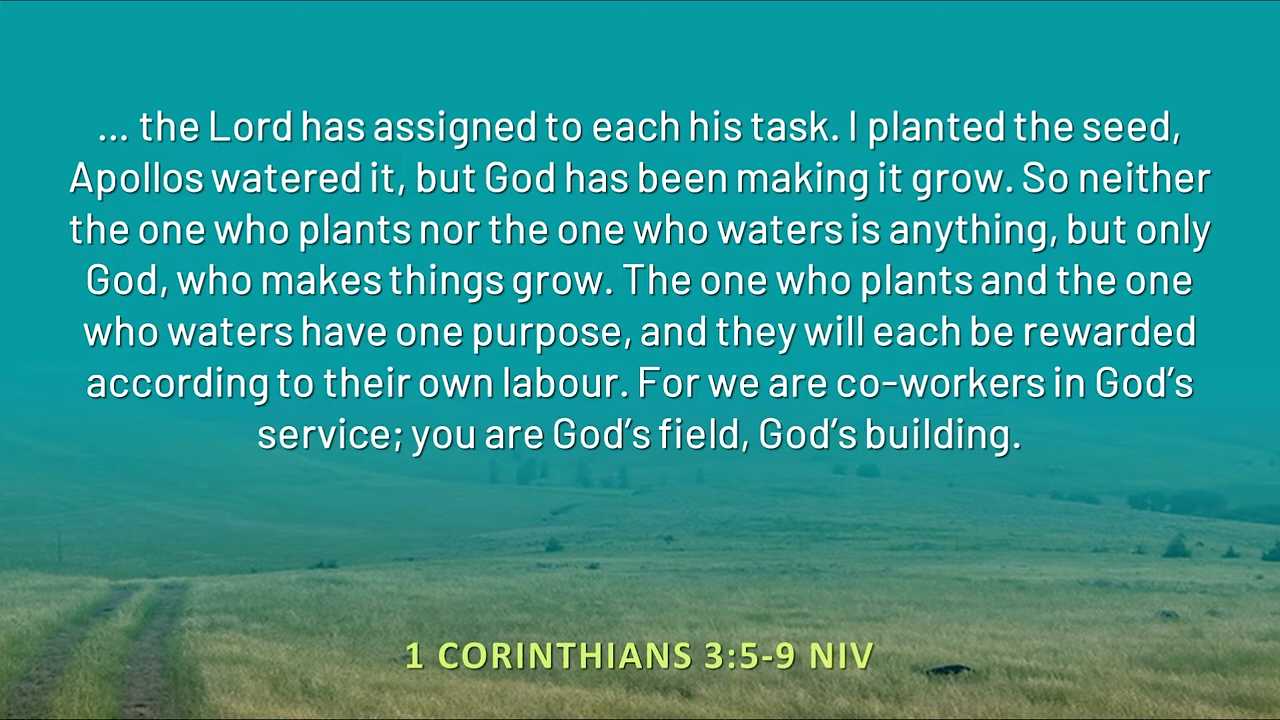 ... the Lord has assigned to each his task. I planted the seed,
Apollos watered it, but God has been making it grow. So neither
the one who plants nor the one who waters is anything, but only
God, who makes things grow. The one who plants and the one
who waters have one purpose, and they will each be rewarded
according to their own labour. For we are co-workers in God’s
service; you are God’s field, God’s building.
1 CORINTHIANS 3:5-9 NIV